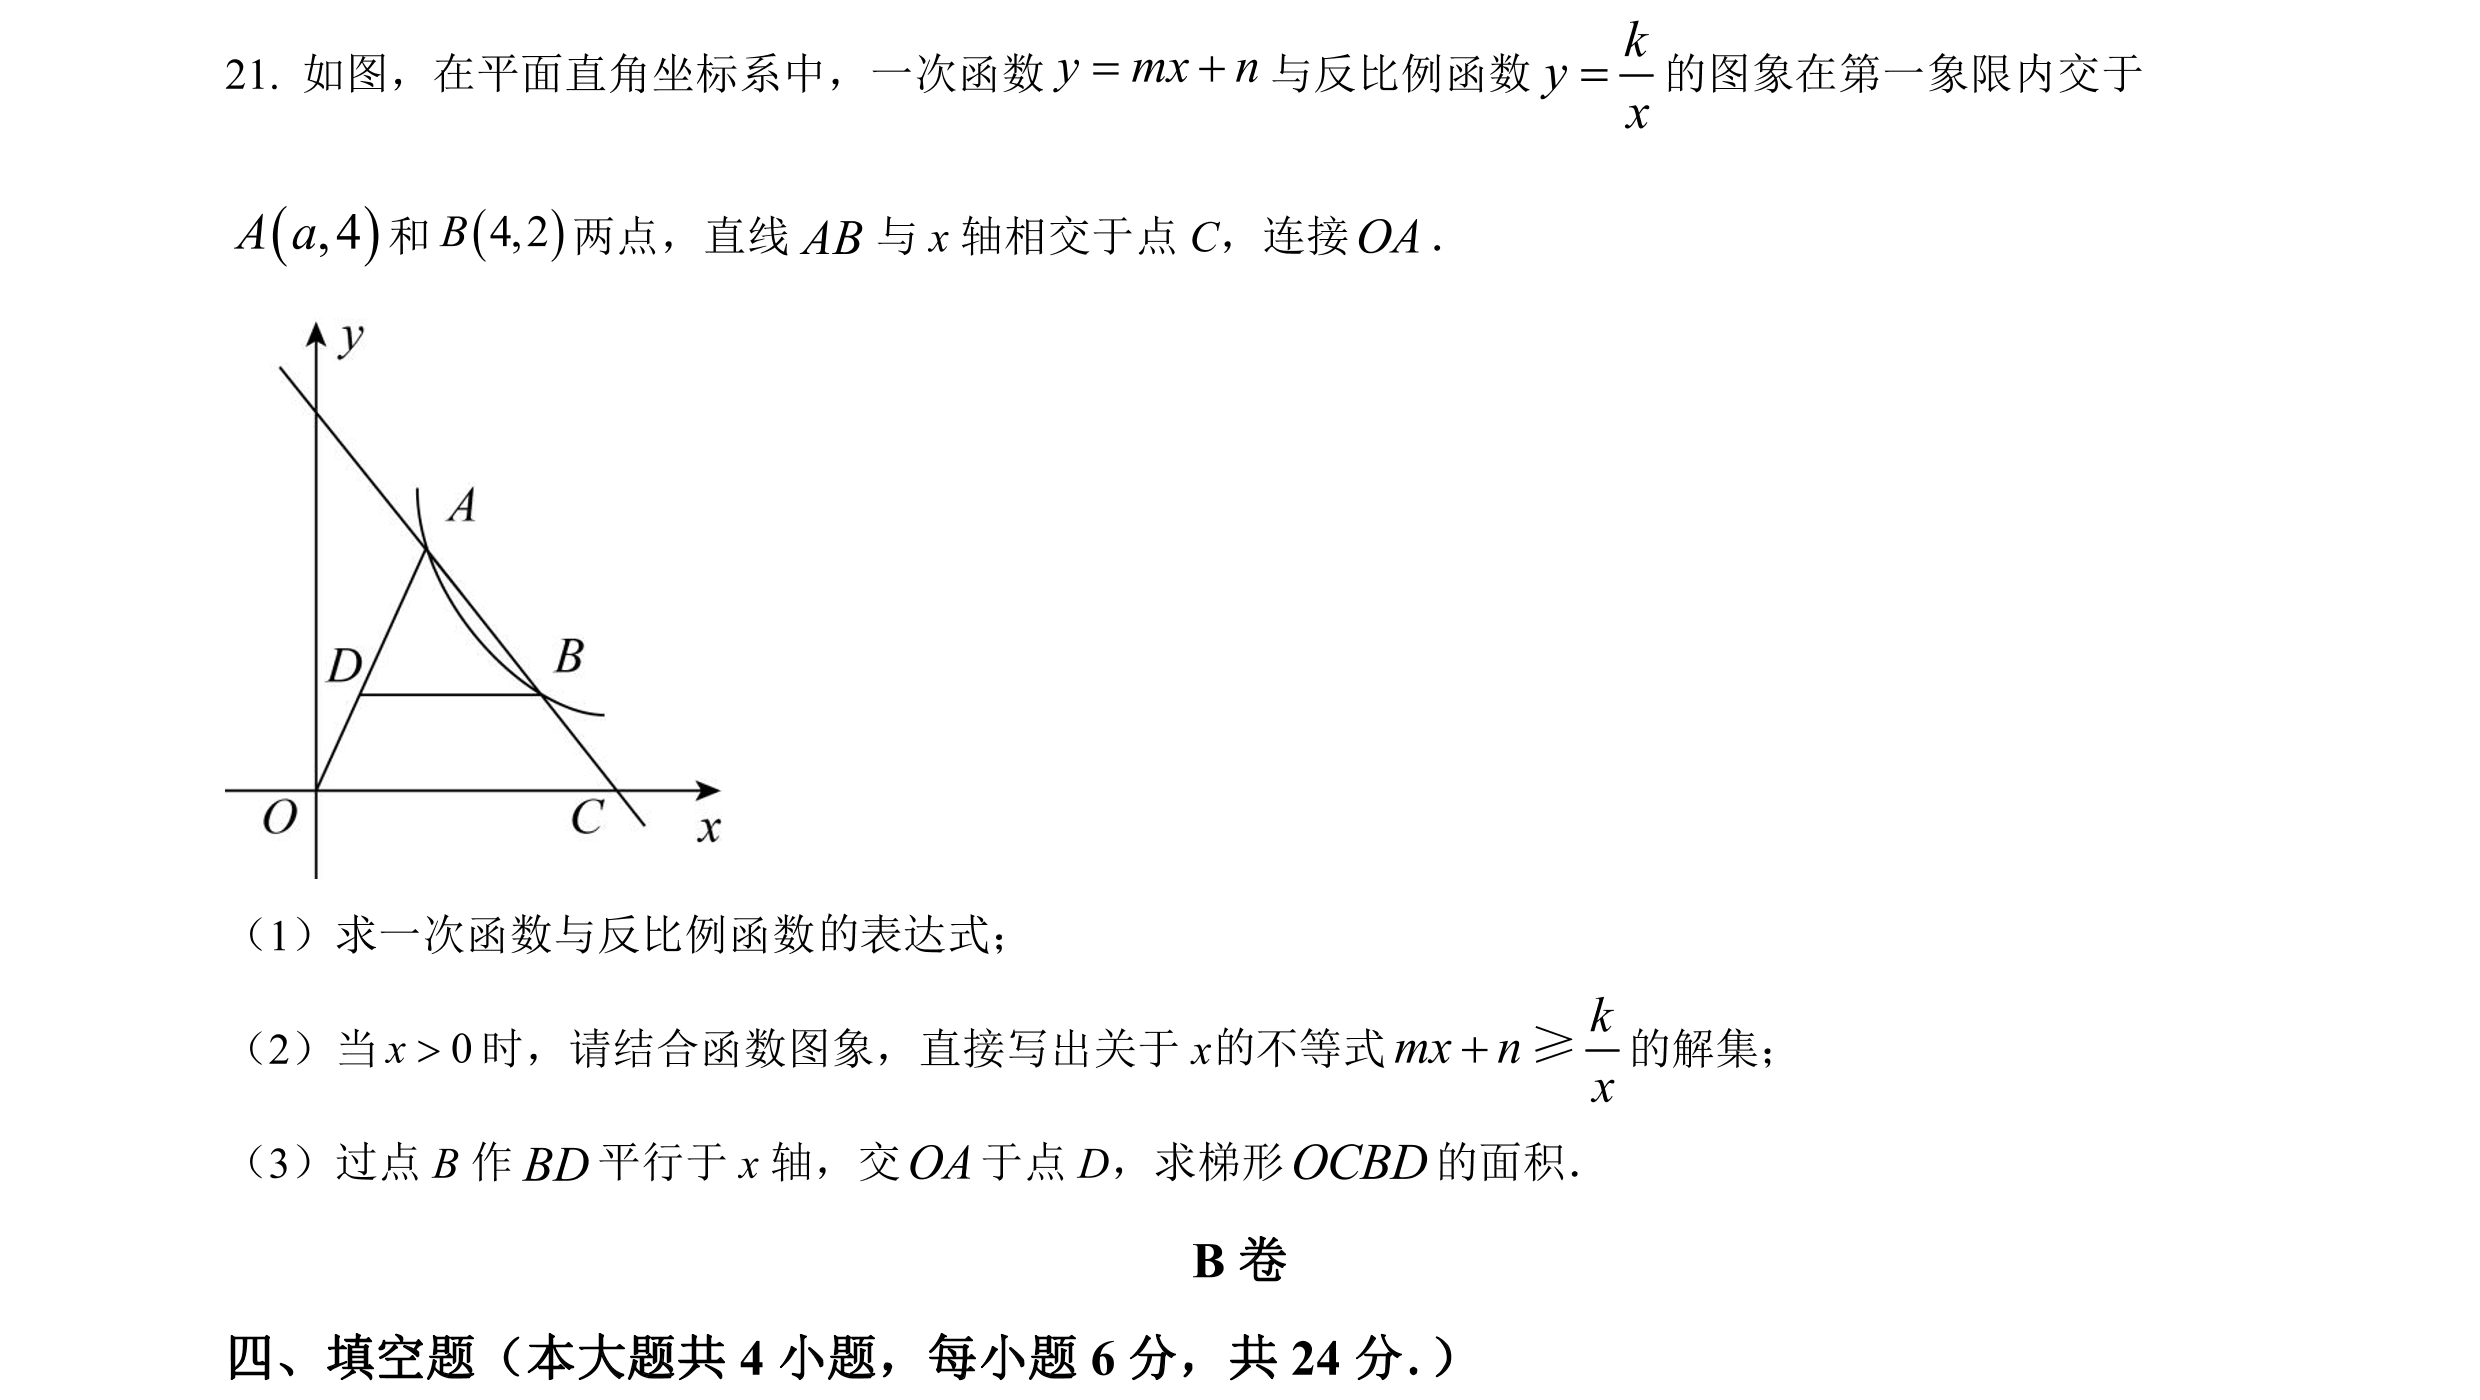 21. 如图，在平面直角坐标系中，一次函数 y = mx + n 与反比例函数 y = k/x 的图象在第一象限内交于
A(a,4)和 B(4,2)两点，直线 AB 与 x 轴相交于点 C，连接 OA．
y
A
B
D
O
C
x
（1）求一次函数与反比例函数的表达式；
（2）当 x > 0 时，请结合函数图象，直接写出关于 x 的不等式 mx + n ≥ k/x 的解集；
（3）过点 B 作 BD 平行于 x 轴，交 OA 于点 D，求梯形 OCBD 的面积．
B 卷
四、填空题（本大题共 4 小题，每小题 6 分，共 24 分．）